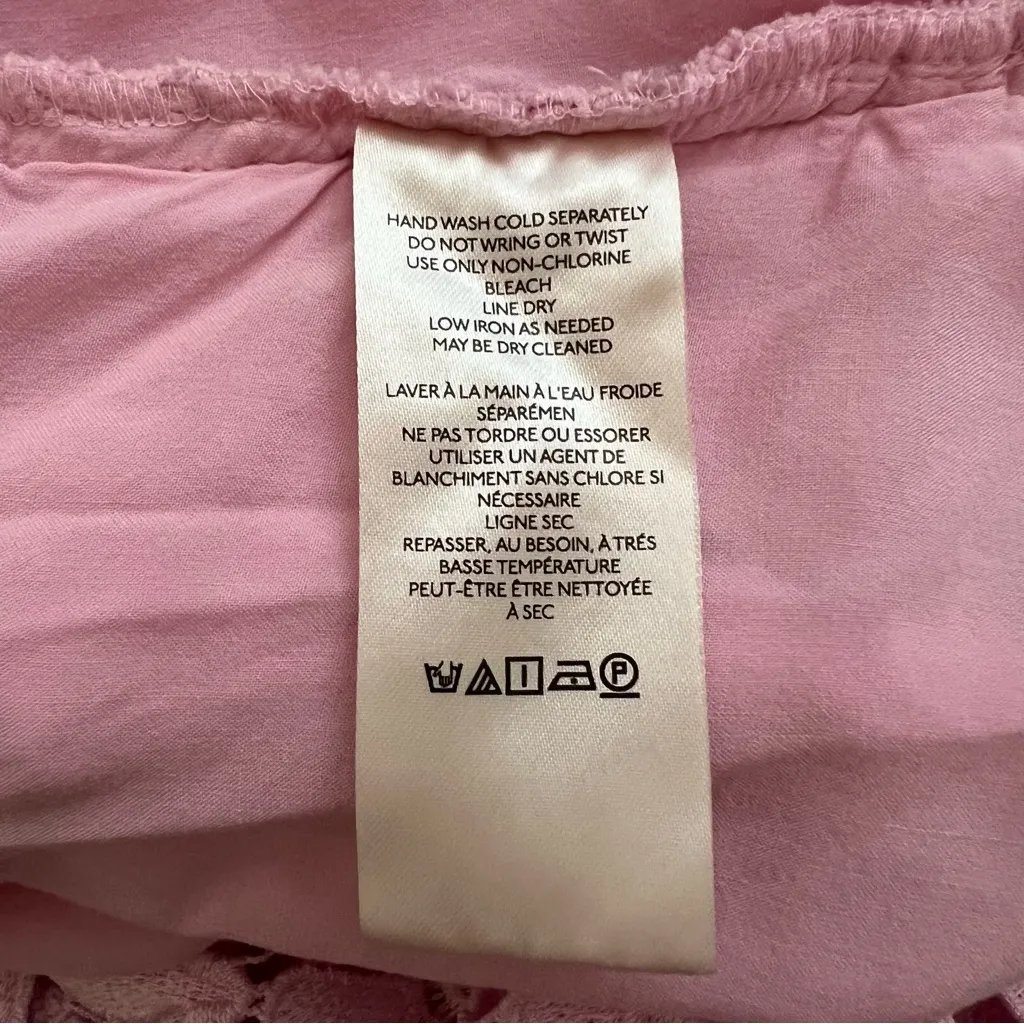 HAND WASH COLD SEPARATELY
DO NOT WRING OR TWIST
USE ONLY NON-CHLORINE
BLEACH
LINE DRY
LOW IRON AS NEEDED
MAY BE DRY CLEANED
LAVER À LA MAIN À L'EAU FROIDE
SÉPARÉMEN
NE PAS TORDRE OU ESSORER
UTILISER UN AGENT DE
BLANCHIMENT SANS CHLORE SI
NÉCESSAIRE
LIGNE SEC
REPASSER, AU BESOIN, À TRÉS
BASSE TEMPÉRATURE
PEUT-ÊTRE ÊTRE NETTOYÉE
À SEC
P